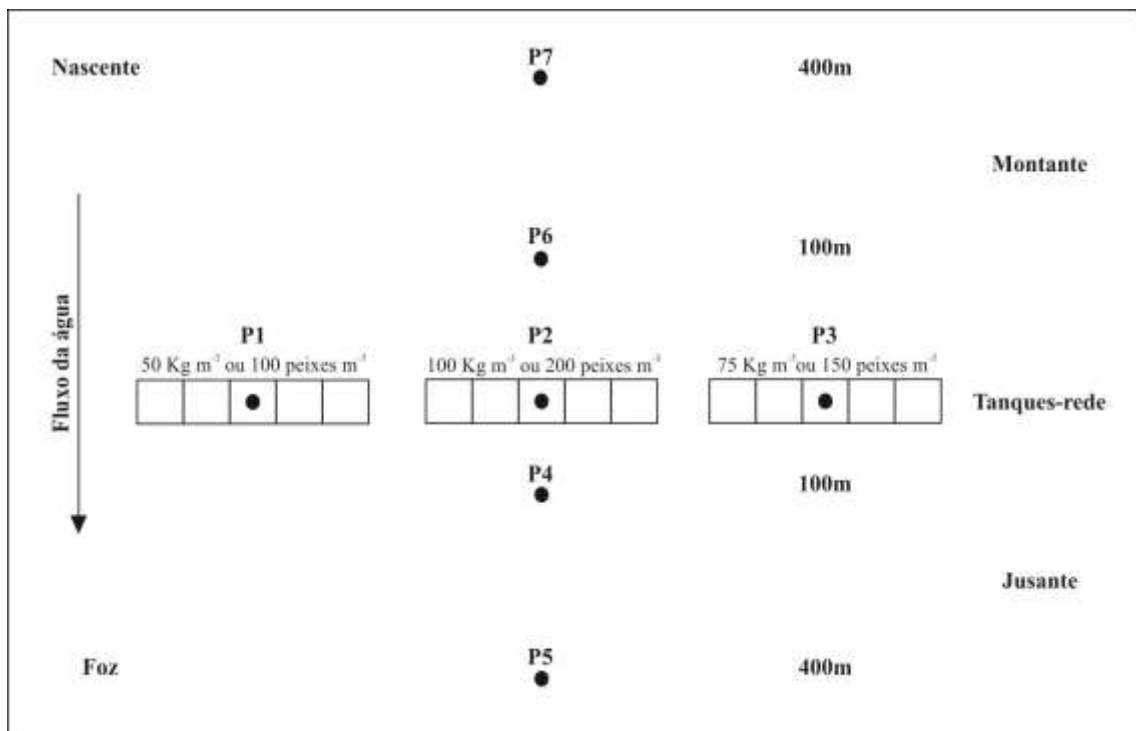 P7
Nascente
400m
Montante
P6
100m
Fluxo da água
P1
P2
P3
50 Kg m⁻³ ou 100 peixes m⁻³
100 Kg m⁻³ ou 200 peixes m⁻³
75 Kg m⁻³ou 150 peixes m⁻³
Tanques-rede
P4
100m
Jusante
Foz
P5
400m